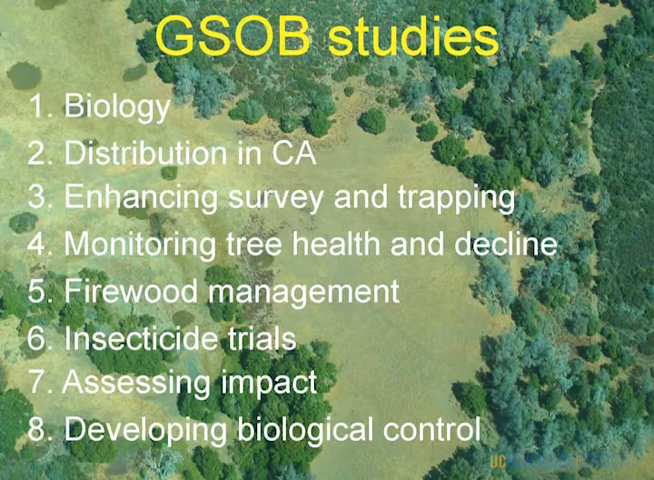 GSOB studies
1. Biology
2. Distribution in CA
3. Enhancing survey and trapping
4. Monitoring tree health and decline
5. Firewood management
6. Insecticide trials
7. Assessing impact
8. Developing biological control
UC